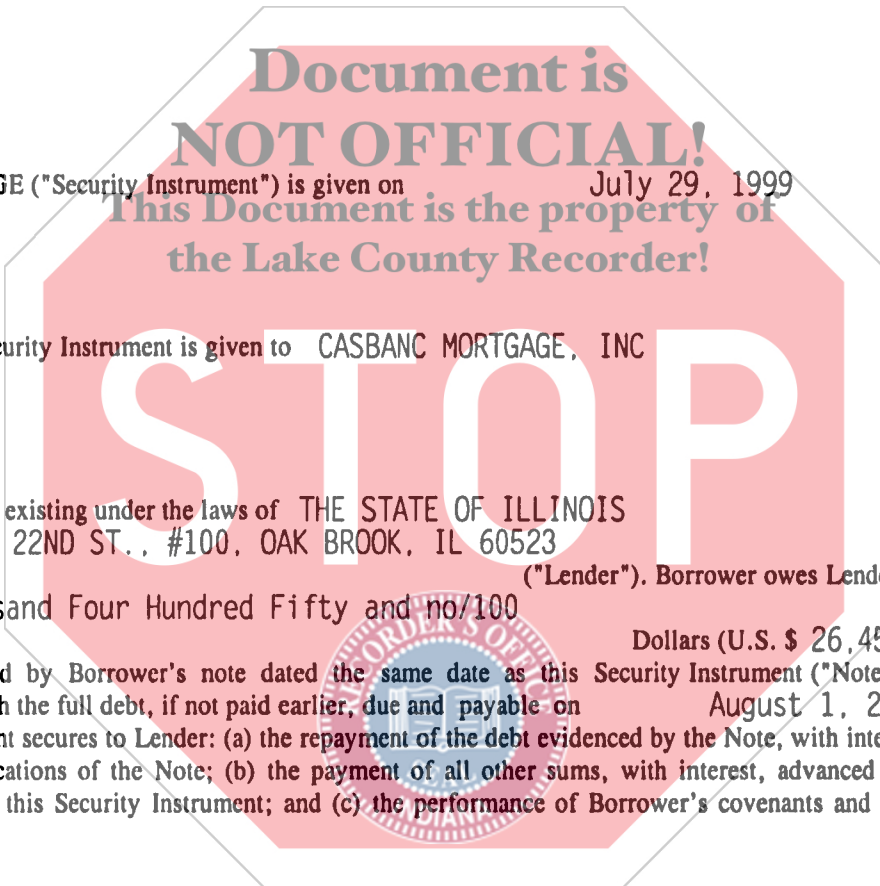 Document is
NOT OFFICIAL!
GE ("Security Instrument") is given on July 29, 1999
This Document is the property of
the Lake County Recorder!
curity Instrument is given to CASBANC MORTGAGE, INC
STOP
existing under the laws of THE STATE OF ILLINOIS
22ND ST., #100, OAK BROOK, IL 60523
("Lender"). Borrower owes Lende
sand Four Hundred Fifty and no/100
Dollars (U.S. $ 26,45
d by Borrower's note dated the same date as this Security Instrument ("Note
h the full debt, if not paid earlier, due and payable on August 1, 2
nt secures to Lender: (a) the repayment of the debt evidenced by the Note, with inte
cations of the Note; (b) the payment of all other sums, with interest, advanced
this Security Instrument; and (c) the performance of Borrower's covenants and
RECORDER'S OFFIC
SEAL
INDIANA